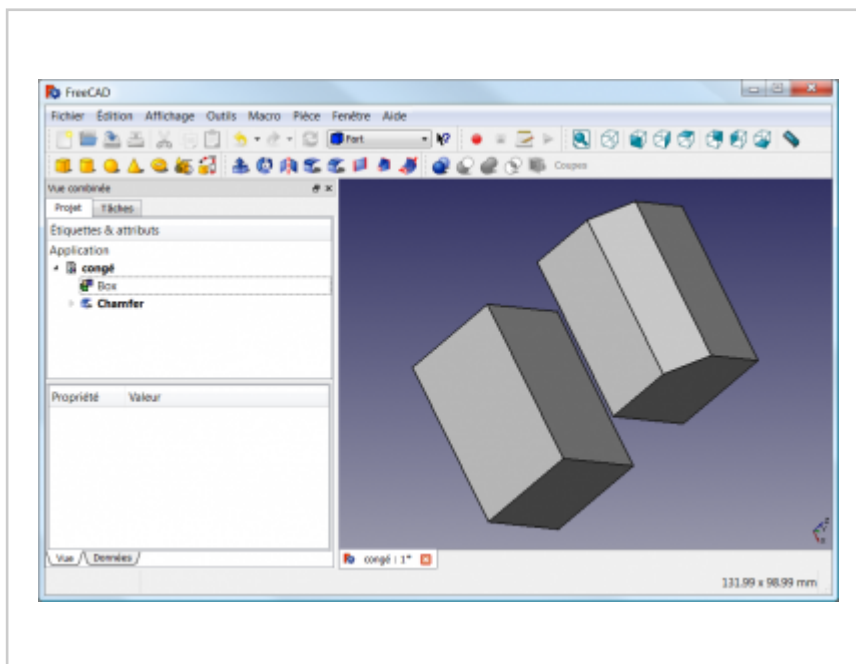 FreeCAD
Fichier Édition Affichage Outils Macro Pièce Fenêtre Aide
Part
Coupes
Vue combinée
Projet Tâches
Étiquettes & attributs
Application
congé
Box
Chamfer
Propriété Valeur
Vue Données
congé : 1*
131.99 x 98.99 mm